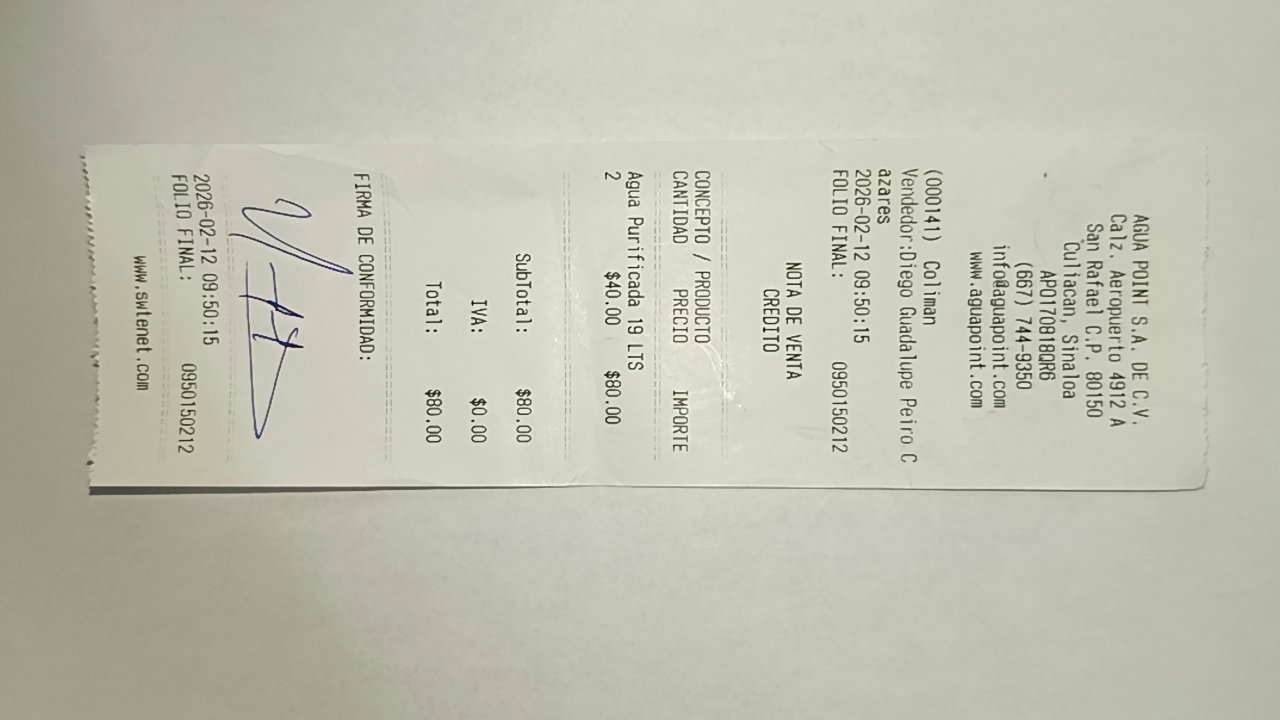 AGUA POINT S.A. DE C.V.
Calz. Aeropuerto 4912 A
San Rafael C.P. 80150
Culiacan, Sinaloa
APO170818QR6
(667) 744-9350
info@aguapoint.com
www.aguapoint.com
(000141) Coliman
Vendedor:Diego Guadalupe Peiro C
azares
2026-02-12 09:50:15
FOLIO FINAL: 0950150212
NOTA DE VENTA
CREDITO
CONCEPTO / PRODUCTO
CANTIDAD PRECIO IMPORTE
Agua Purificada 19 LTS
2 $40.00 $80.00
SubTotal: $80.00
IVA: $0.00
Total: $80.00
FIRMA DE CONFORMIDAD:
2026-02-12 09:50:15
FOLIO FINAL: 0950150212
www.swtenet.com